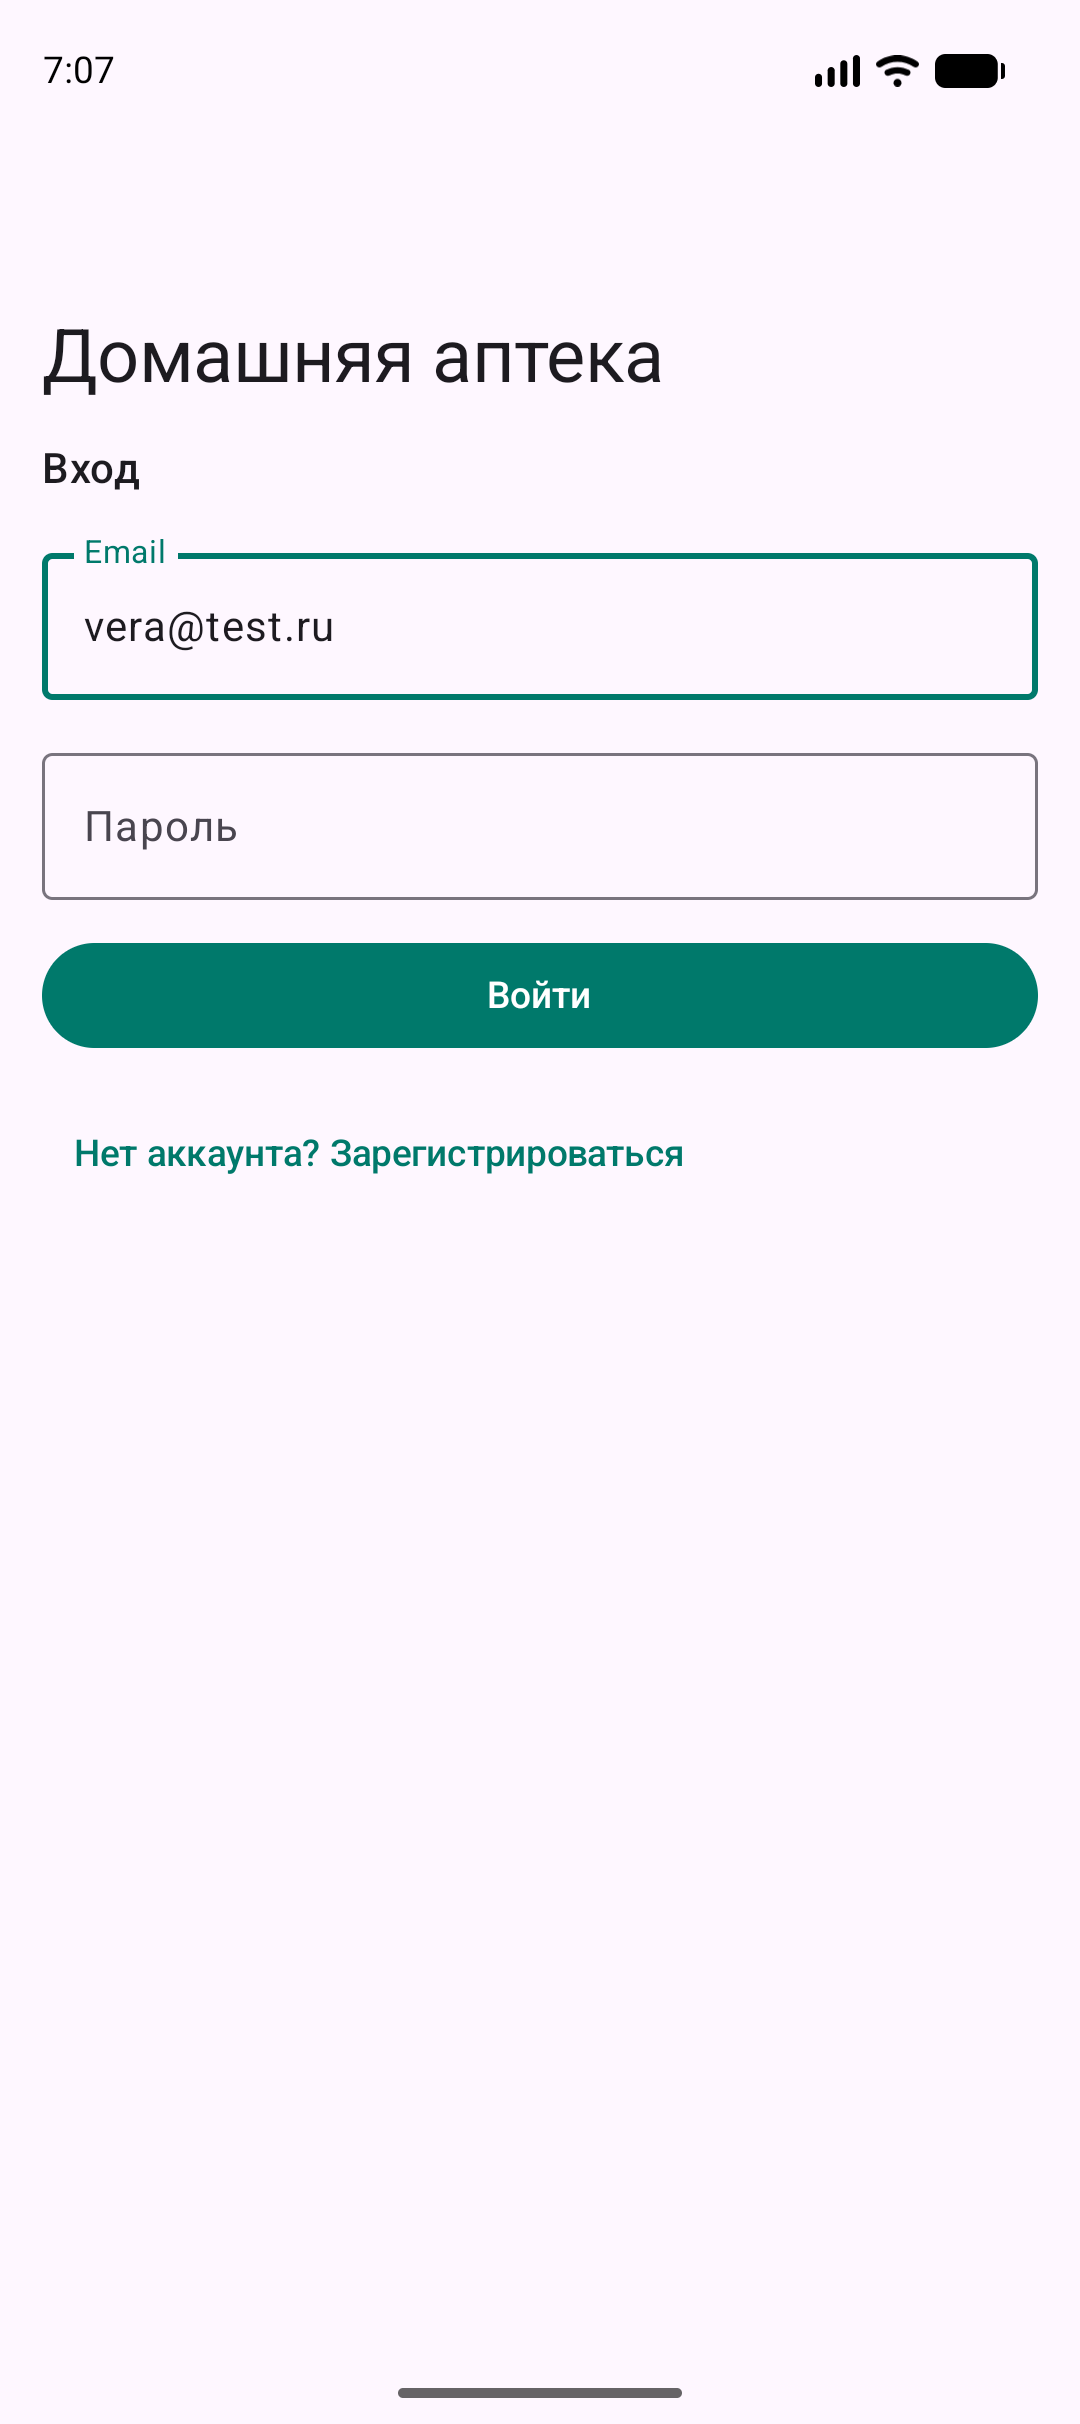 7:07
Домашняя аптека
Вход
Email
vera@test.ru
Пароль
Войти
Нет аккаунта? Зарегистрироваться